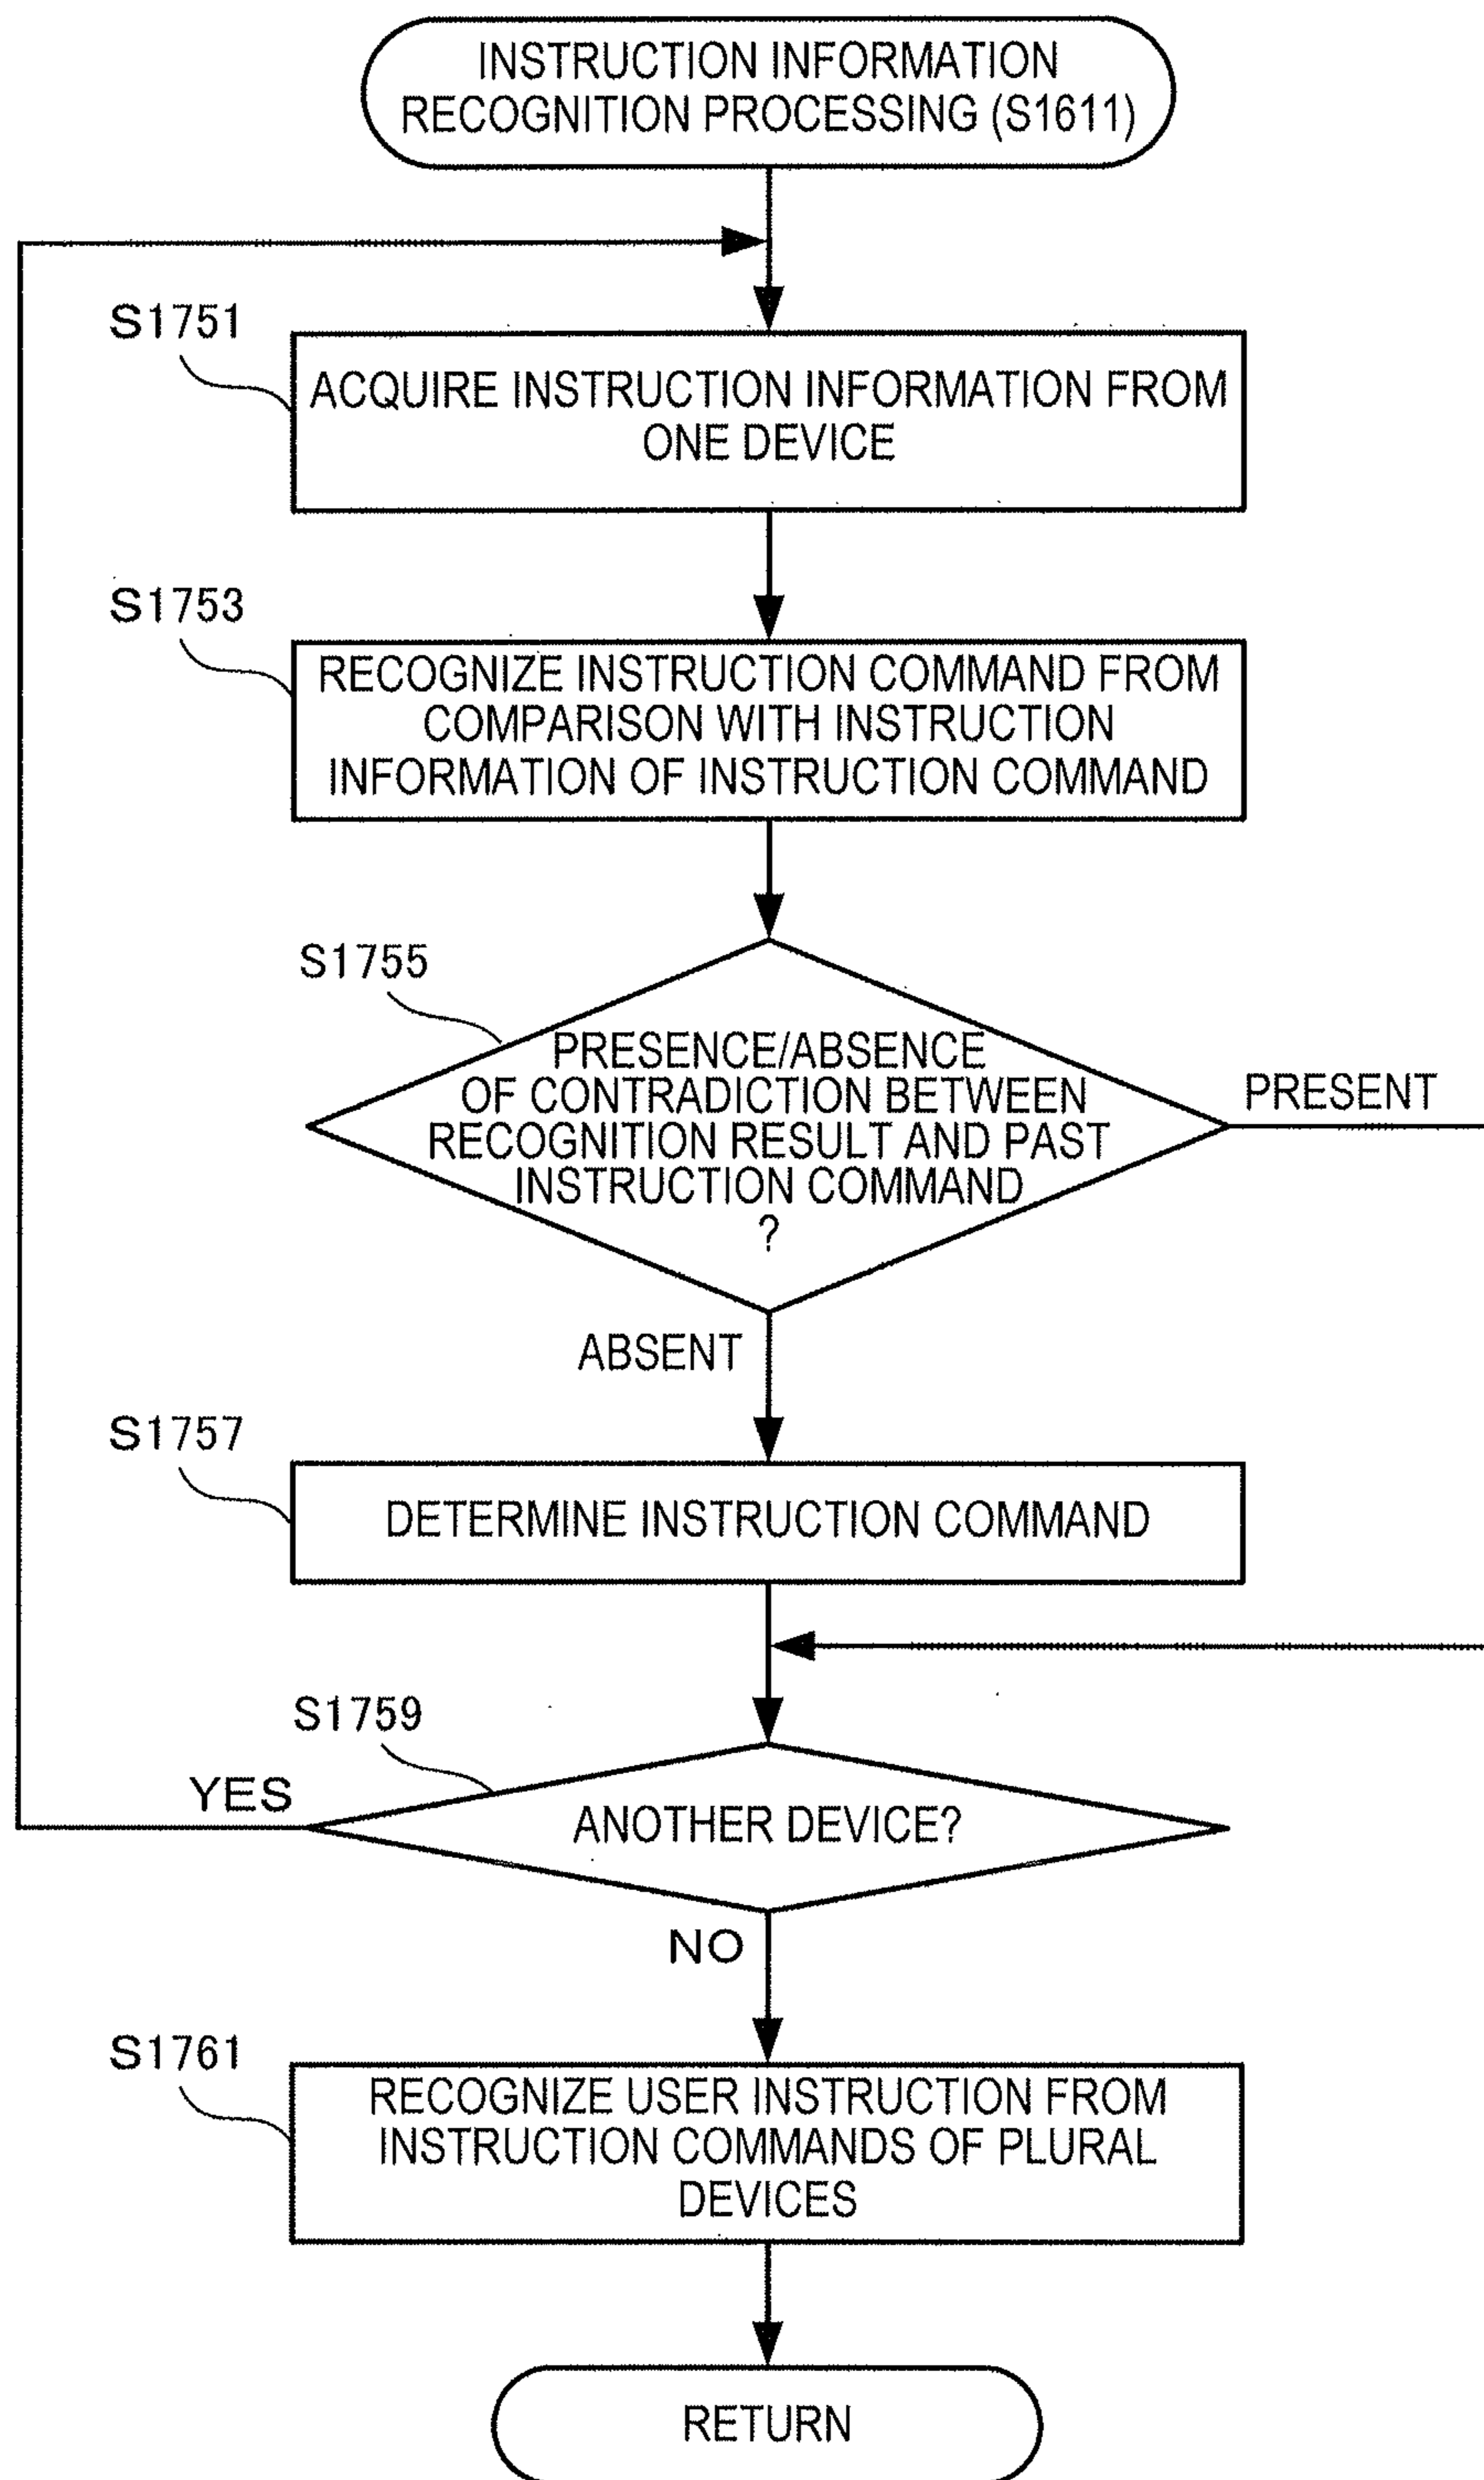 INSTRUCTION INFORMATION
RECOGNITION PROCESSING (S1611)
S1751
ACQUIRE INSTRUCTION INFORMATION FROM
ONE DEVICE
S1753
RECOGNIZE INSTRUCTION COMMAND FROM
COMPARISON WITH INSTRUCTION
INFORMATION OF INSTRUCTION COMMAND
S1755
PRESENCE/ABSENCE
OF CONTRADICTION BETWEEN
RECOGNITION RESULT AND PAST
INSTRUCTION COMMAND
?
PRESENT
ABSENT
S1757
DETERMINE INSTRUCTION COMMAND
S1759
YES
ANOTHER DEVICE?
NO
S1761
RECOGNIZE USER INSTRUCTION FROM
INSTRUCTION COMMANDS OF PLURAL
DEVICES
RETURN